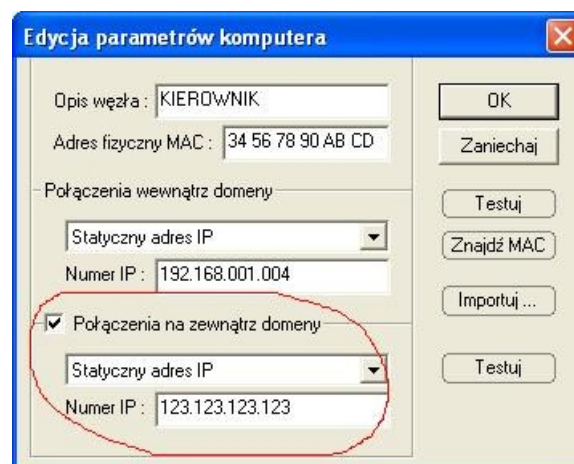 Edycja parametrów komputera
Opis węzła : KIEROWNIK
OK
Adres fizyczny MAC : 34 56 78 90 AB CD
Zaniechaj
Połączenia wewnątrz domeny
Testuj
Statyczny adres IP
Znajdź MAC
Numer IP : 192.168.001.004
Importuj ...
Połączenia na zewnątrz domeny
Statyczny adres IP
Testuj
Numer IP : 123.123.123.123